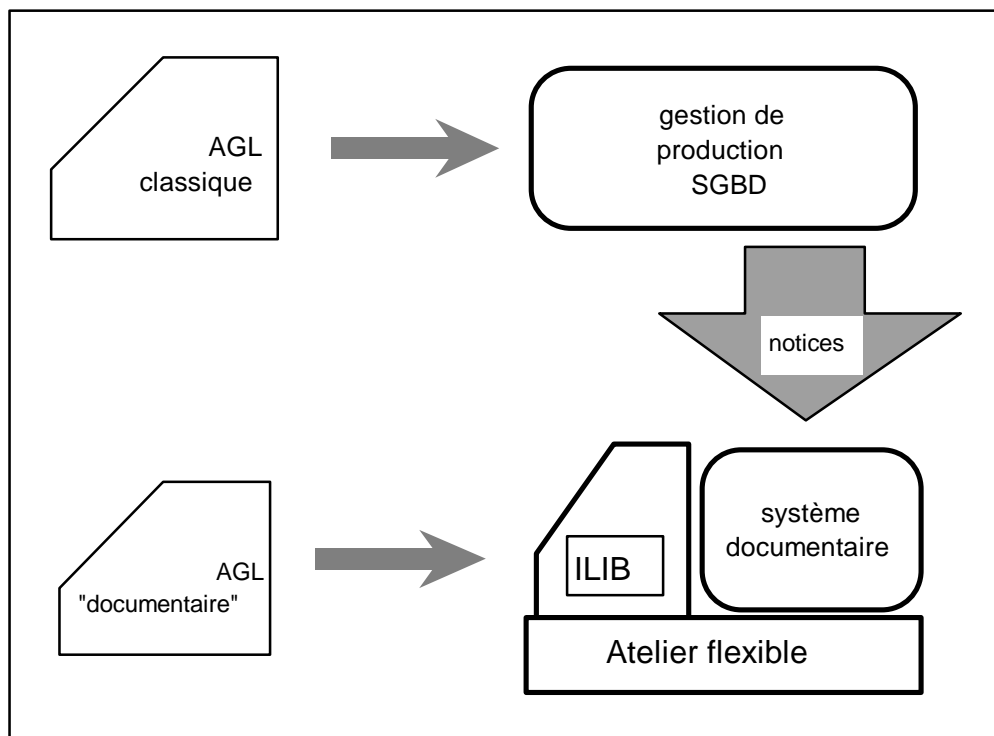 AGL
classique
gestion de
production
SGBD
notices
AGL
"documentaire"
ILIB
système
documentaire
Atelier flexible